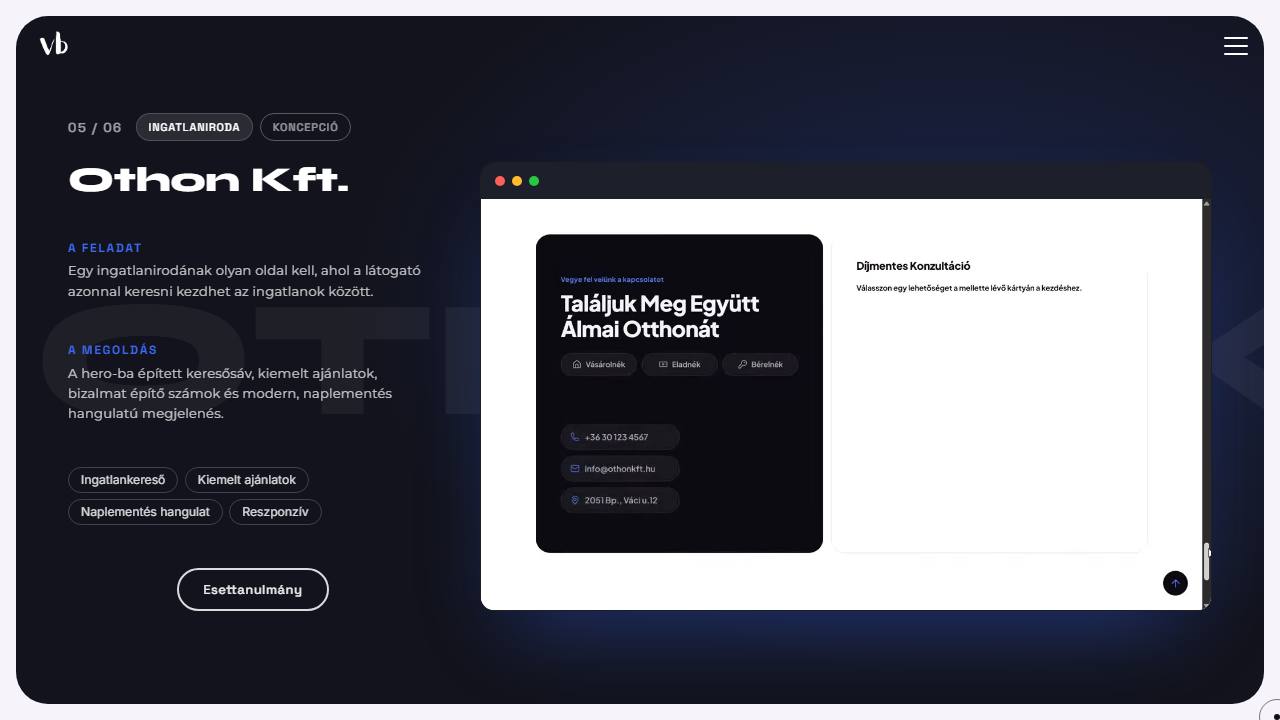 vb
05 / 06
INGATLANIRODA
KONCEPCIÓ
Othon Kft.
A FELADAT
Egy ingatlanirodának olyan oldal kell, ahol a látogató
azonnal keresni kezdhet az ingatlanok között.
A MEGOLDÁS
A hero-ba épített keresősáv, kiemelt ajánlatok,
bizalmat építő számok és modern, naplementés
hangulatú megjelenés.
Ingatlankereső
Kiemelt ajánlatok
Naplementés hangulat
Reszponzív
Esettanulmány
Vegye fel velünk a kapcsolatot
Találjuk Meg Együtt
Álmai Otthonát
Vásárolnék
Eladnék
Bérelnék
+36 30 123 4567
info@othonkft.hu
2051 Bp., Váci u.12
Díjmentes Konzultáció
Válasszon egy lehetőséget a mellette lévő kártyán a kezdéshez.